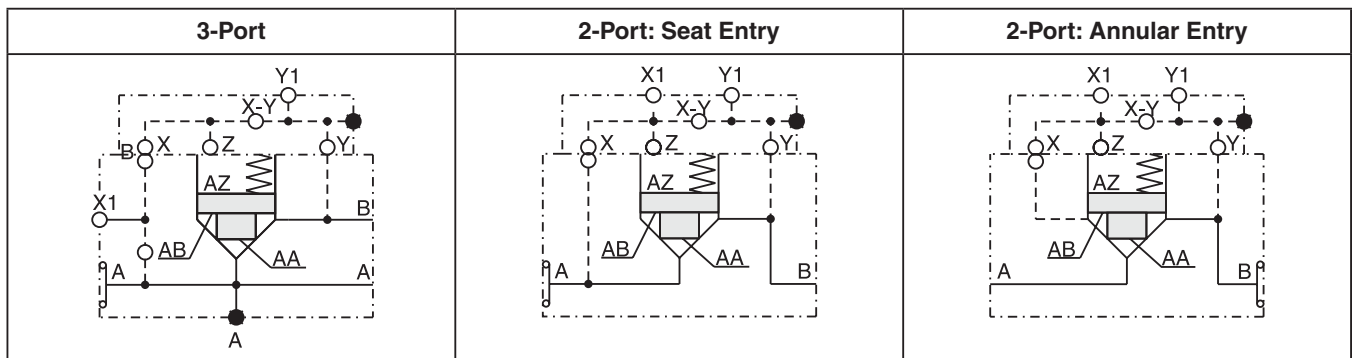 3-Port
2-Port: Seat Entry
2-Port: Annular Entry
Y1
X-Y
B
X
Z
Y
AZ
X1
B
AB
AA
A
A
A
X1
Y1
X-Y
X
Z
Y
AZ
AB
AA
A
B
X1
Y1
X-Y
X
Z
Y
AZ
AB
AA
A
B